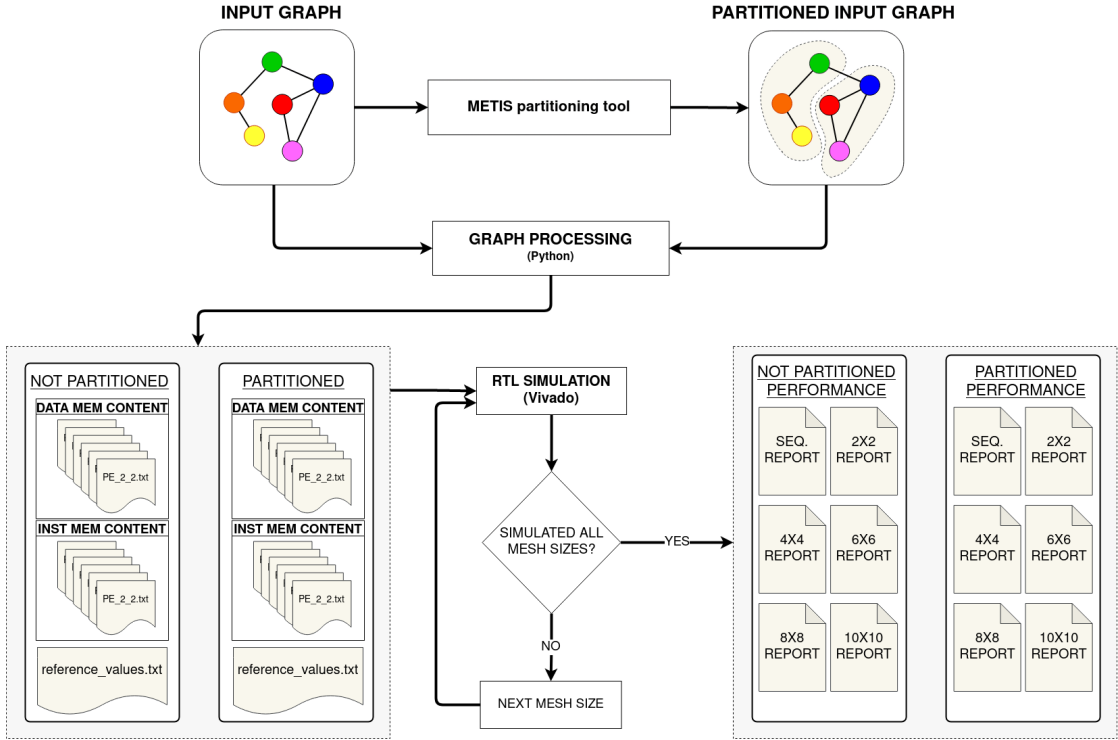 INPUT GRAPH
PARTITIONED INPUT GRAPH
METIS partitioning tool
GRAPH PROCESSING
(Python)
NOT PARTITIONED
DATA MEM CONTENT
PE_2_2.txt
INST MEM CONTENT
PE_2_2.txt
reference_values.txt
PARTITIONED
DATA MEM CONTENT
PE_2_2.txt
INST MEM CONTENT
PE_2_2.txt
reference_values.txt
RTL SIMULATION
(Vivado)
SIMULATED ALL
MESH SIZES?
YES
NO
NEXT MESH SIZE
NOT PARTITIONED
PERFORMANCE
SEQ.
REPORT
2X2
REPORT
4X4
REPORT
6X6
REPORT
8X8
REPORT
10X10
REPORT
PARTITIONED
PERFORMANCE
SEQ.
REPORT
2X2
REPORT
4X4
REPORT
6X6
REPORT
8X8
REPORT
10X10
REPORT